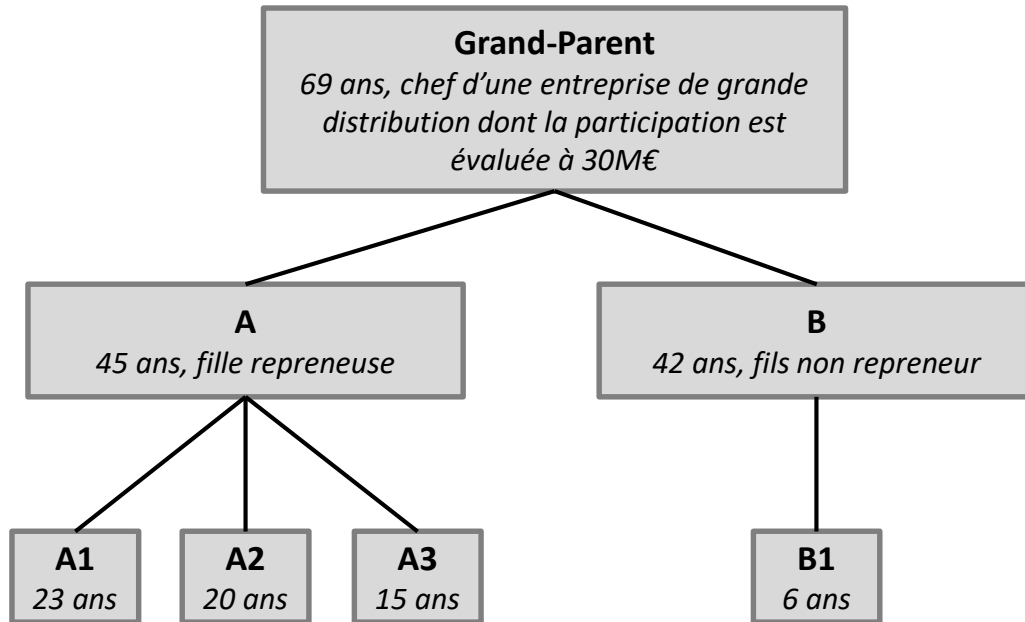 Grand-Parent
69 ans, chef d’une entreprise de grande
distribution dont la participation est
évaluée à 30M€
A
45 ans, fille repreneuse
B
42 ans, fils non repreneur
A1
23 ans
A2
20 ans
A3
15 ans
B1
6 ans